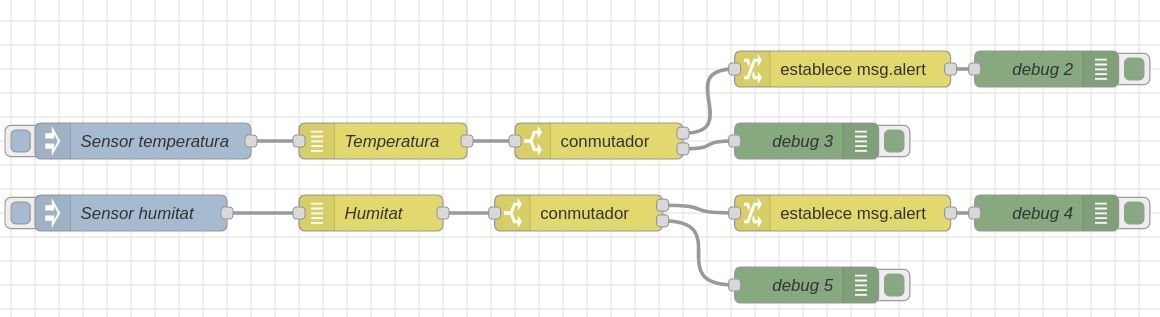 establece msg.alert
debug 2
Sensor temperatura
Temperatura
conmutador
debug 3
Sensor humitat
Humitat
conmutador
establece msg.alert
debug 4
debug 5